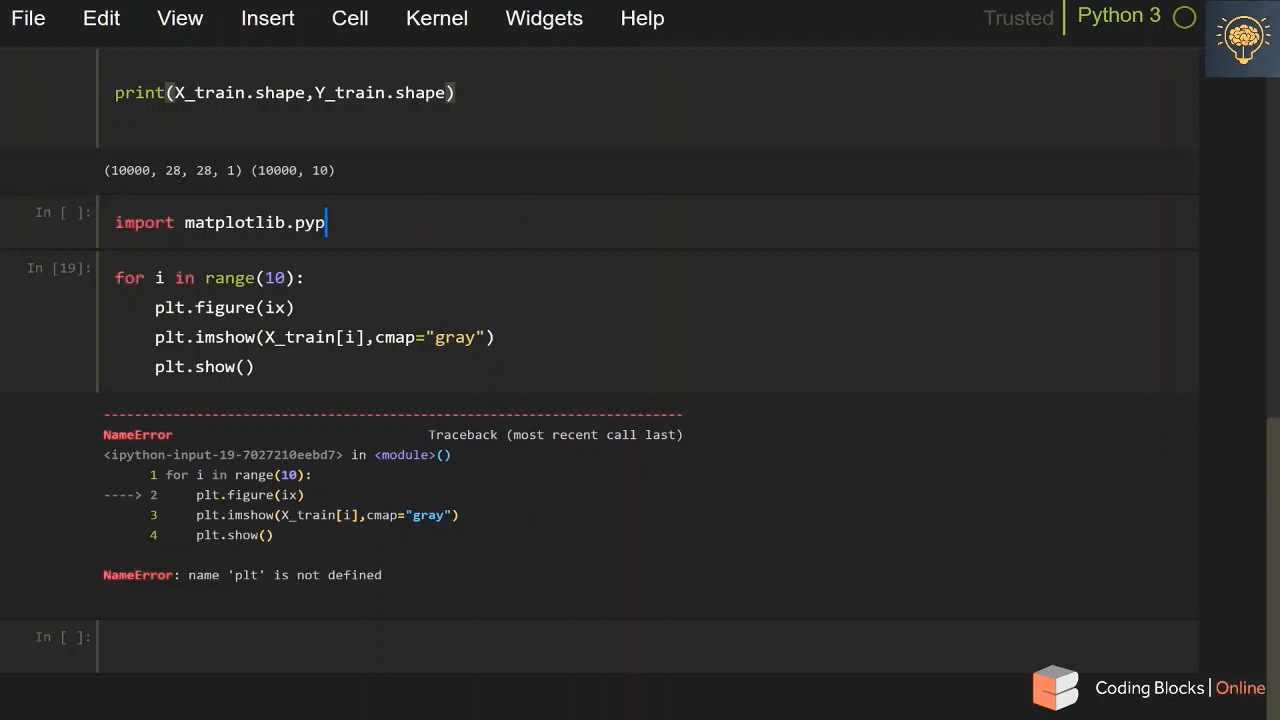 File Edit View Insert Cell Kernel Widgets Help Trusted Python 3
print(X_train.shape,Y_train.shape)
(10000, 28, 28, 1) (10000, 10)
In [ ]: import matplotlib.pyp
In [19]: for i in range(10):
plt.figure(ix)
plt.imshow(X_train[i],cmap="gray")
plt.show()
---------------------------------------------------------------------------
NameError Traceback (most recent call last)
<ipython-input-19-7027210eebd7> in <module>()
1 for i in range(10):
----> 2 plt.figure(ix)
3 plt.imshow(X_train[i],cmap="gray")
4 plt.show()
NameError: name 'plt' is not defined
In [ ]:
Coding Blocks | Online